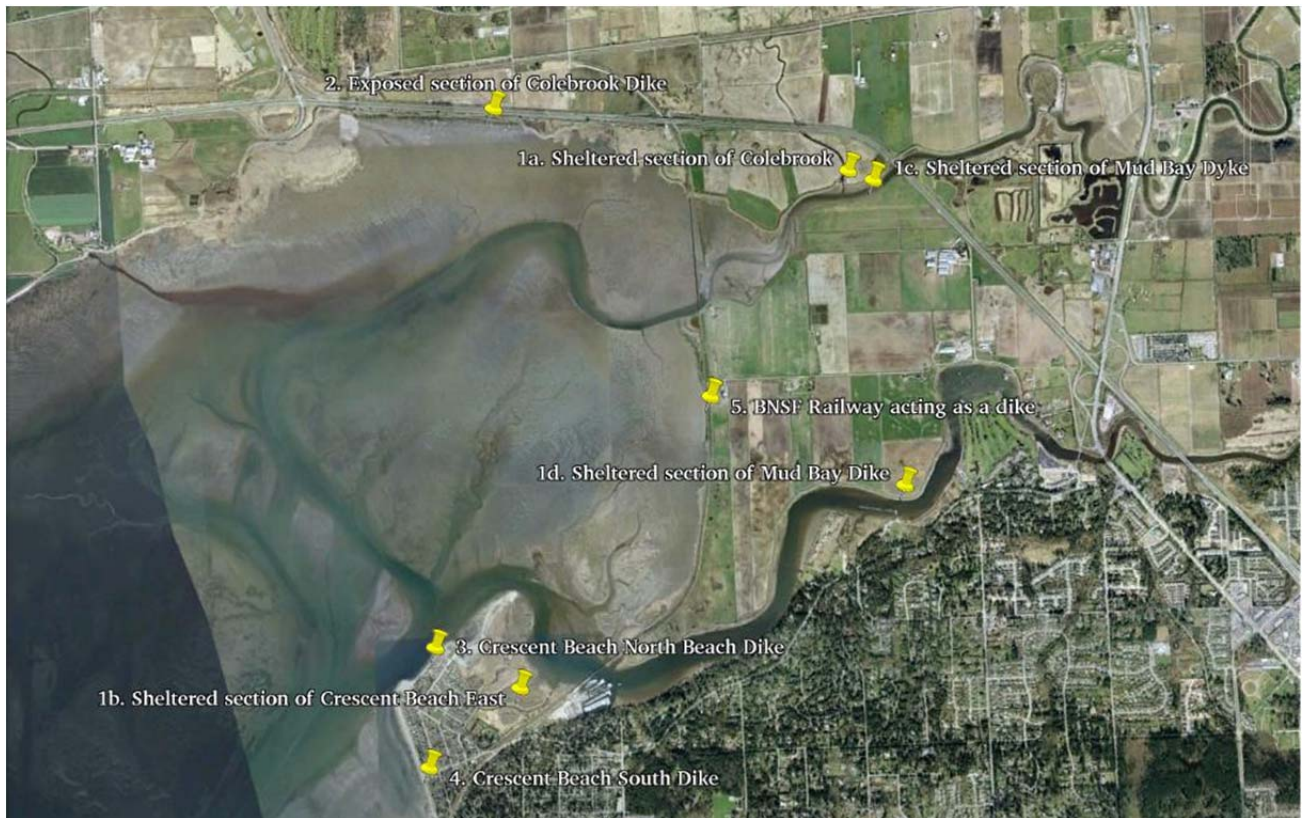 2. Exposed section of Colebrook Dike
1a. Sheltered section of Colebrook
1c. Sheltered section of Mud Bay Dyke
5. BNSF Railway acting as a dike
1d. Sheltered section of Mud Bay Dike
3. Crescent Beach North Beach Dike
1b. Sheltered section of Crescent Beach East
4. Crescent Beach South Dike